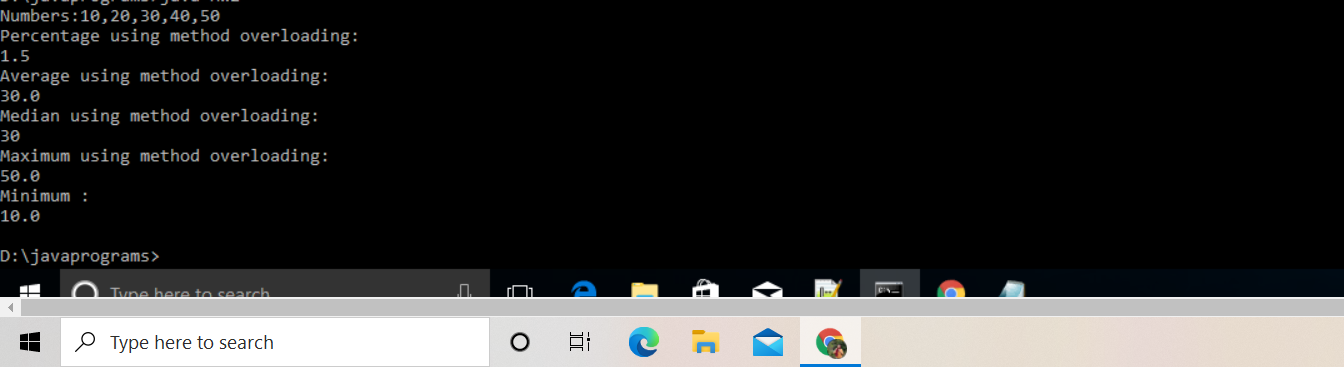 Numbers:10,20,30,40,50
Percentage using method overloading:
1.5
Average using method overloading:
30.0
Median using method overloading:
30
Maximum using method overloading:
50.0
Minimum :
10.0
D:\javaprograms>
Type here to search
Type here to search